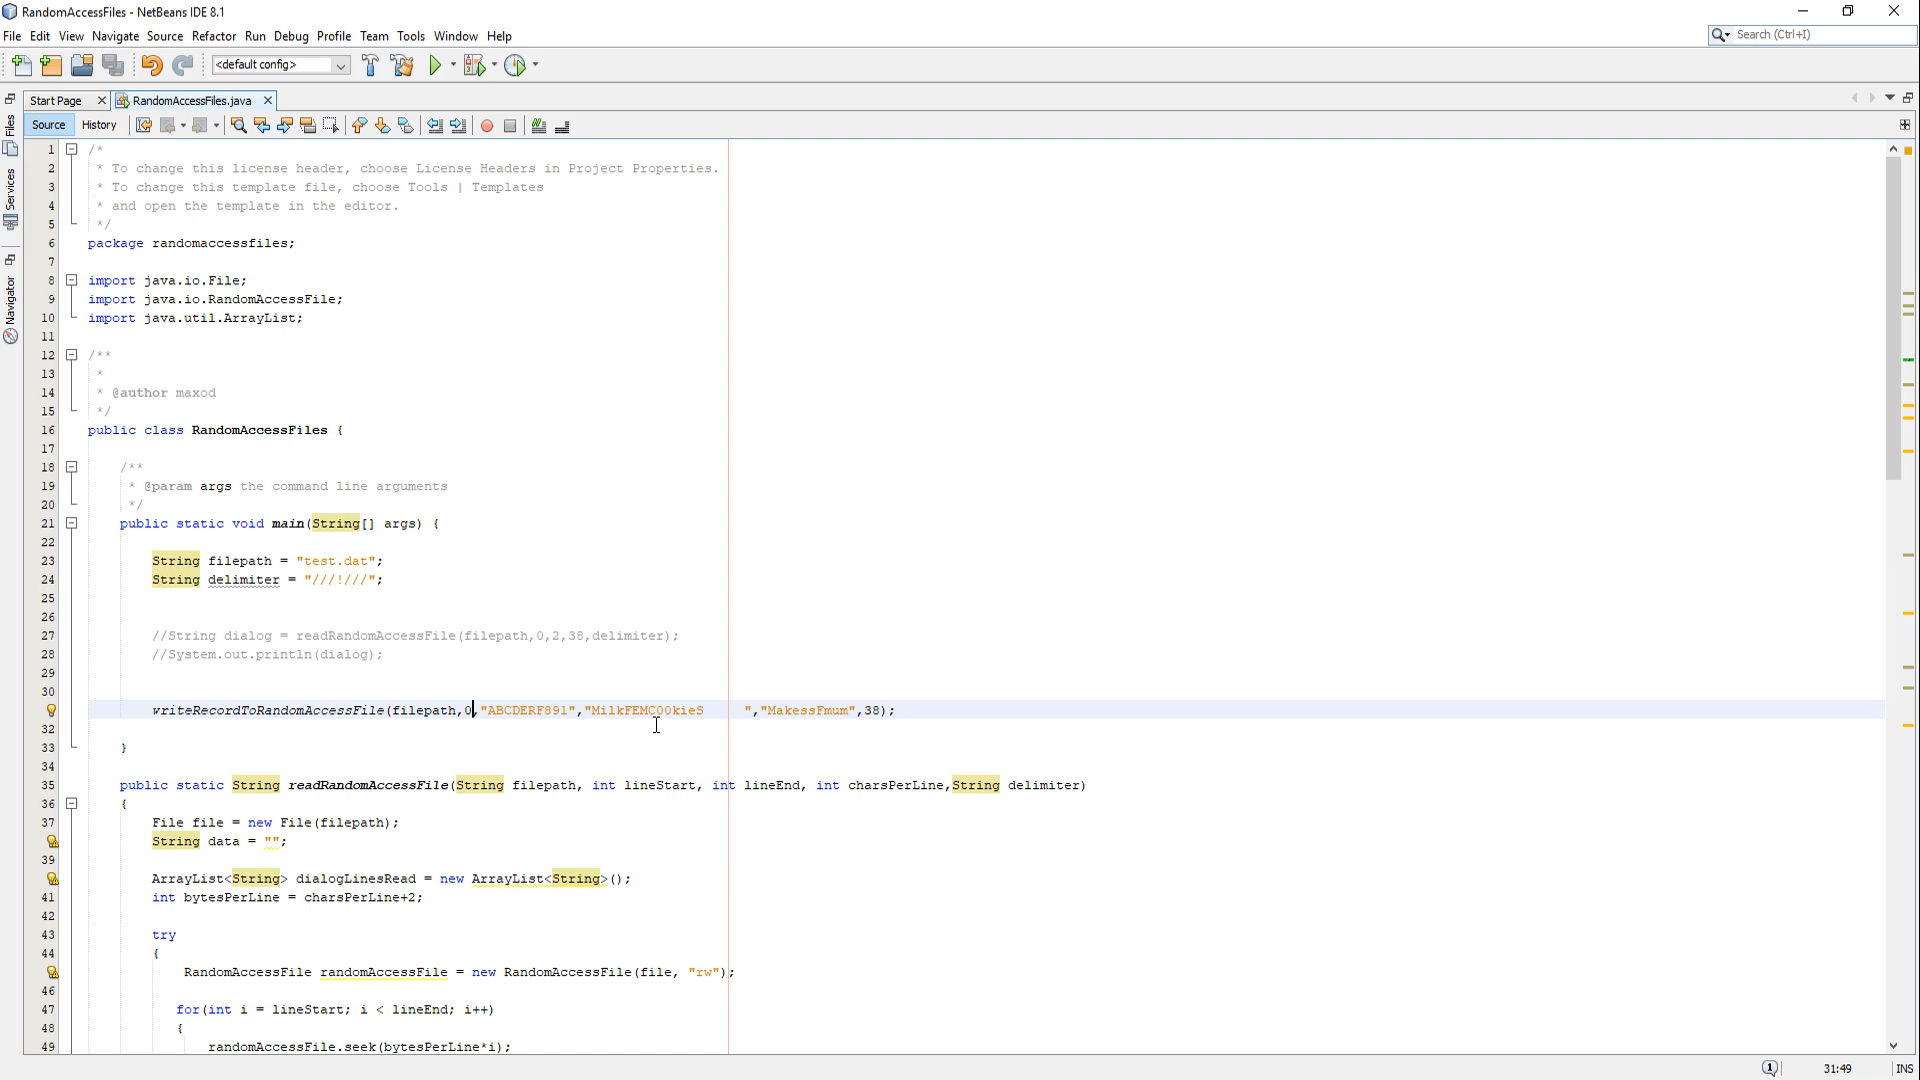 RandomAccessFiles - NetBeans IDE 8.1
File Edit View Navigate Source Refactor Run Debug Profile Team Tools Window Help
Search (Ctrl+I)
<default config>
Start Page RandomAccessFiles.java
Files
Services
Navigator
Source History
1 /*
2 * To change this license header, choose License Headers in Project Properties.
3 * To change this template file, choose Tools | Templates
4 * and open the template in the editor.
5 */
6 package randomaccessfiles;
7
8 import java.io.File;
9 import java.io.RandomAccessFile;
10 import java.util.ArrayList;
11
12 /**
13 *
14 * @author maxod
15 */
16 public class RandomAccessFiles {
17
18 /**
19 * @param args the command line arguments
20 */
21 public static void main(String[] args) {
22
23 String filepath = "test.dat";
24 String delimiter = "///!///";
25
26
27 //String dialog = readRandomAccessFile(filepath,0,2,38,delimiter);
28 //System.out.println(dialog);
29
30
writeRecordToRandomAccessFile(filepath,0,"ABCDERF891","MilkFEMC00kieS     ","MakessFmum",38);
32
33 }
34
35 public static String readRandomAccessFile(String filepath, int lineStart, int lineEnd, int charsPerLine,String delimiter)
36 {
37 File file = new File(filepath);
String data = "";
39
ArrayList<String> dialogLinesRead = new ArrayList<String>();
41 int bytesPerLine = charsPerLine+2;
42
43 try
44 {
RandomAccessFile randomAccessFile = new RandomAccessFile(file, "rw");
46
47 for(int i = lineStart; i < lineEnd; i++)
48 {
49 randomAccessFile.seek(bytesPerLine*i);
31:49 INS